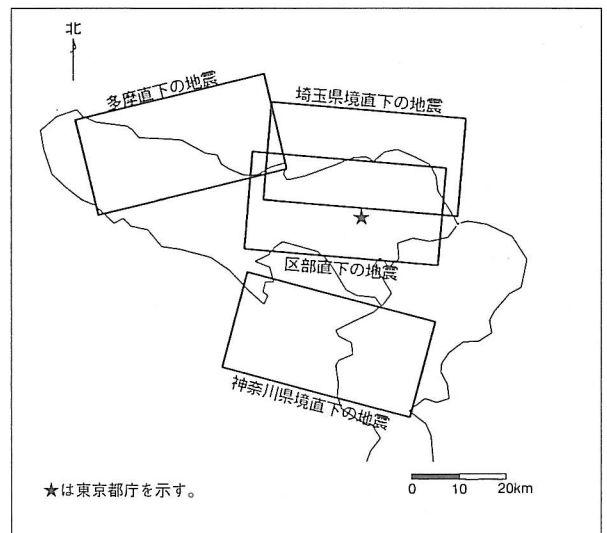 北
多摩直下の地震
埼玉県境直下の地震
区部直下の地震
神奈川県境直下の地震
★は東京都庁を示す。
0 10 20km